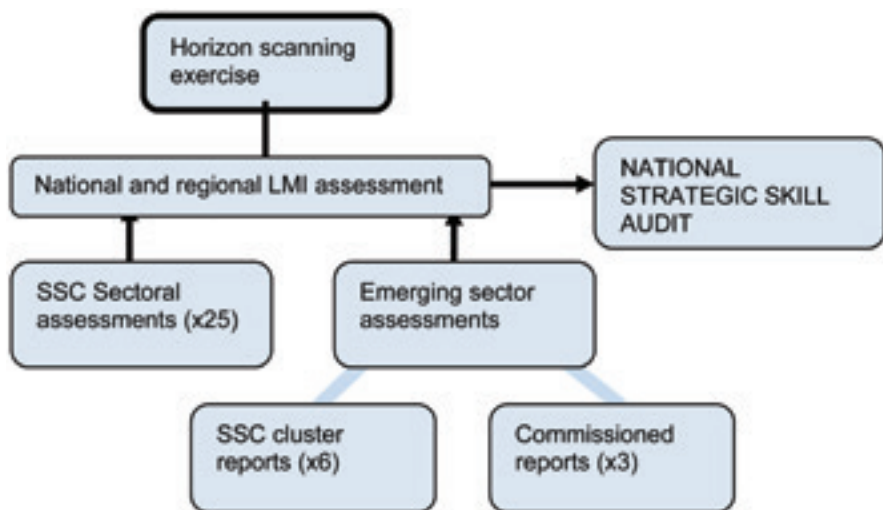 Horizon scanning
exercise
National and regional LMI assessment
NATIONAL
STRATEGIC SKILL
AUDIT
SSC Sectoral
assessments (x25)
Emerging sector
assessments
SSC cluster
reports (x6)
Commissioned
reports (x3)